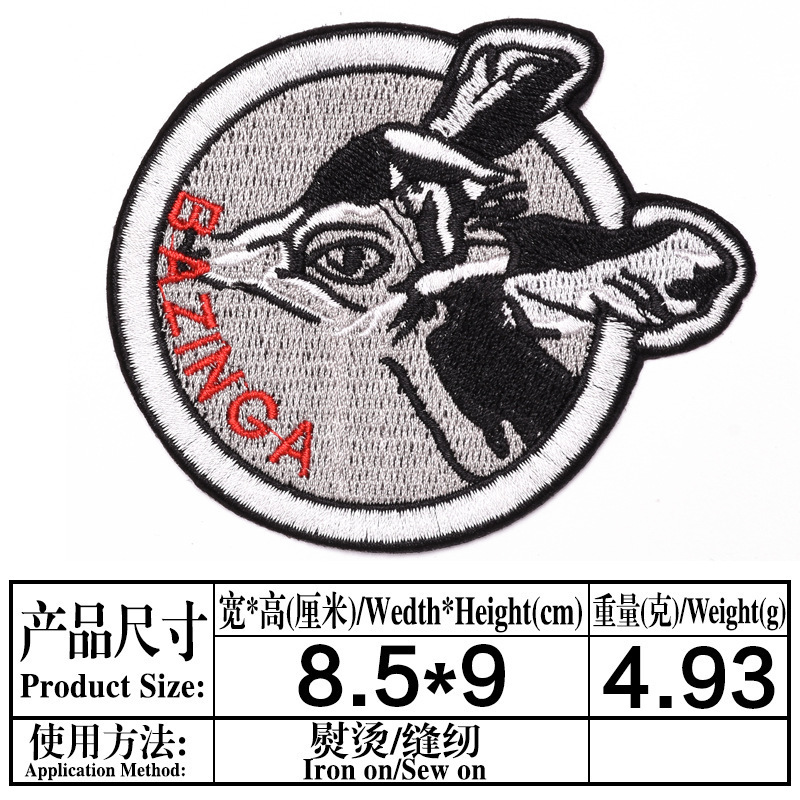 BAZINGA
产品尺寸
Product Size:
宽*高(厘米)/Wedth*Height(cm)
8.5*9
重量(克)/Weight(g)
4.93
使用方法:
Application Method:
熨烫/缝纫
Iron on/Sew on